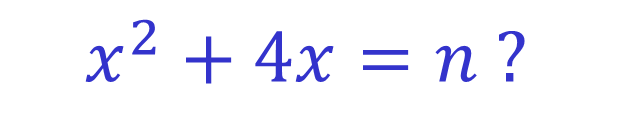 x² + 4x = n ?